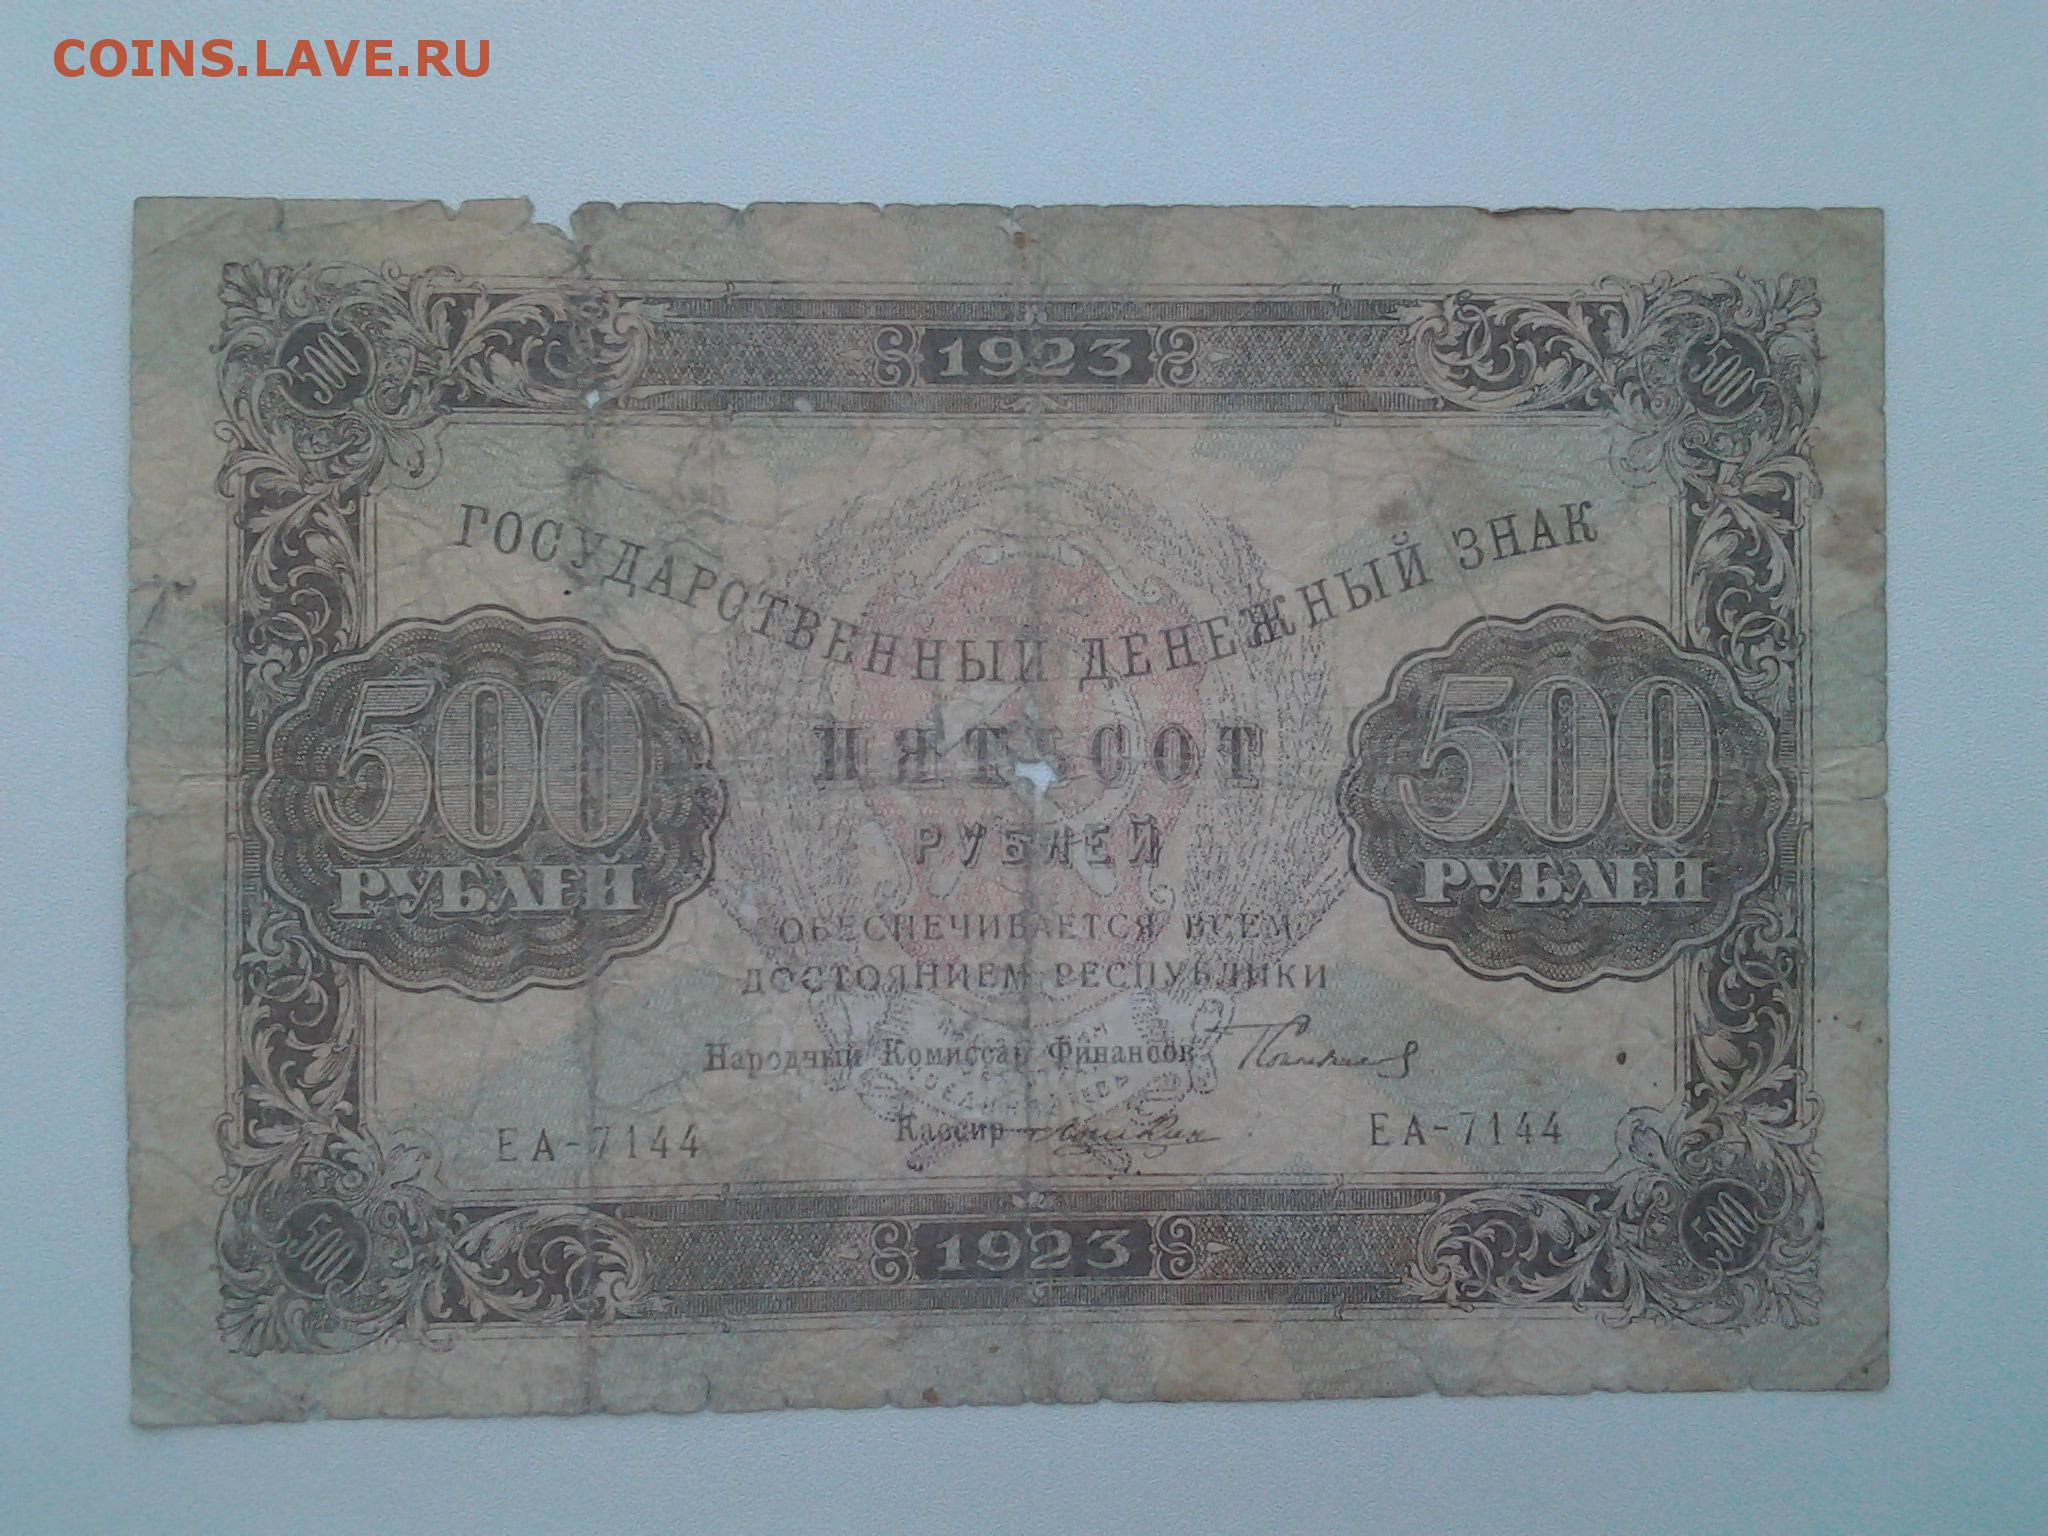 COINS.LAVE.RU
1923
500
500
ГОСУДАРСТВЕННЫЙ ДЕНЕЖНЫЙ ЗНАК
500
РУБЛЕЙ
ПЯТЬСОТ
РУБЛЕЙ
500
РУБЛЕЙ
ОБЕСПЕЧИВАЕТСЯ ВСЕМ
ДОСТОЯНИЕМ РЕСПУБЛИКИ
Народный Комиссар Финансов
Кассир
ЕА-7144
ЕА-7144
500
1923
500